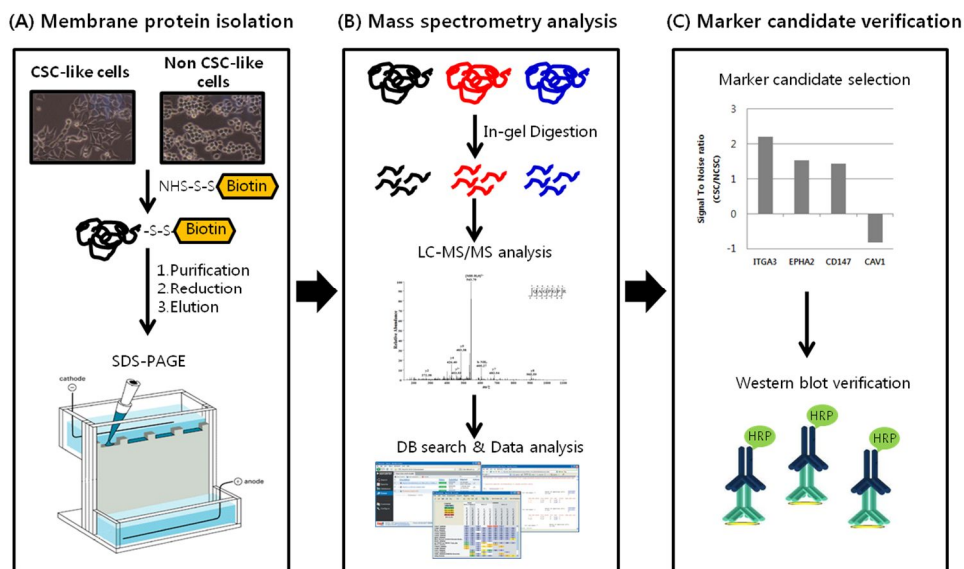 (A) Membrane protein isolation
CSC-like cells
Non CSC-like
cells
NHS-S-S
Biotin
-S-S
Biotin
1.Purification
2.Reduction
3.Elution
SDS-PAGE
cathode
anode
(B) Mass spectrometry analysis
In-gel Digestion
LC-MS/MS analysis
Relative Abundance
100
m/z
DB search & Data analysis
(C) Marker candidate verification
Marker candidate selection
Signal To Noise ratio
(CSC/NCSC)
3
2
1
0
-1
ITGA3 EPHA2 CD147 CAV1
Western blot verification
HRP
HRP
HRP